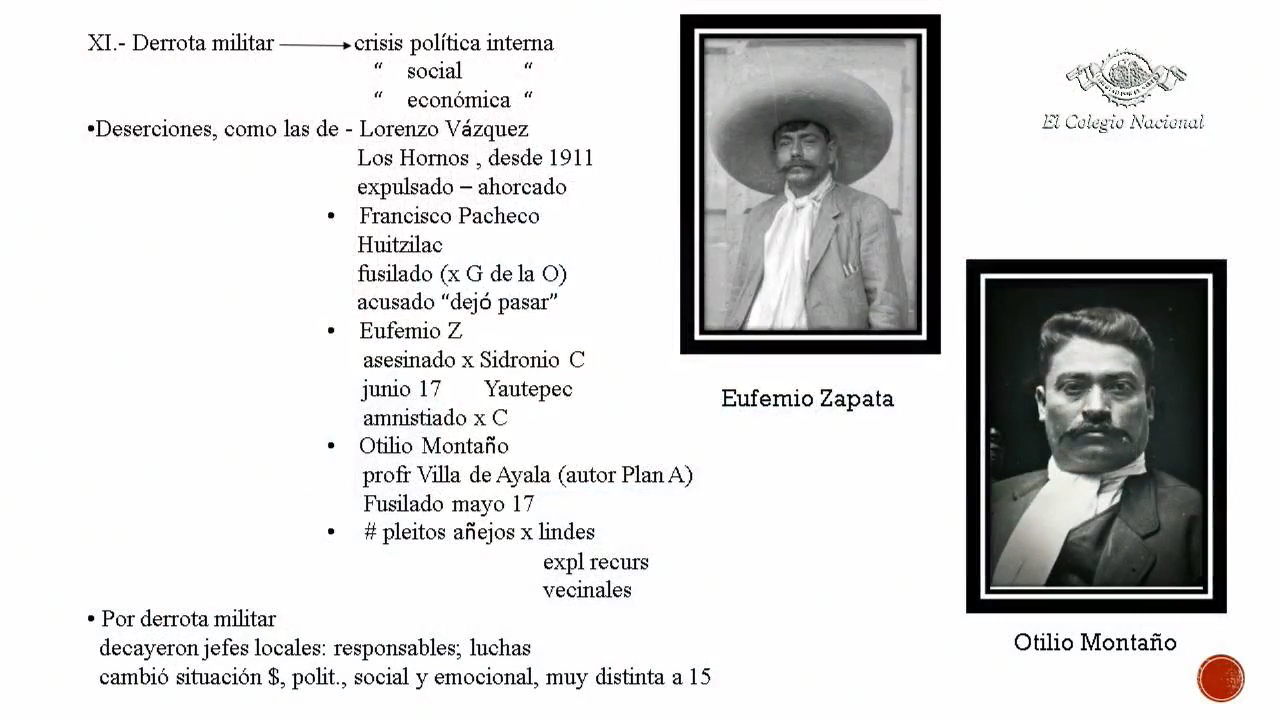 XI.- Derrota militar crisis política interna
“ social “
“ económica “
•Deserciones, como las de - Lorenzo Vázquez
Los Hornos , desde 1911
expulsado – ahorcado
• Francisco Pacheco
Huitzilac
fusilado (x G de la O)
acusado “dejó pasar”
• Eufemio Z
asesinado x Sidronio C
junio 17 Yautepec
amnistiado x C
• Otilio Montaño
profr Villa de Ayala (autor Plan A)
Fusilado mayo 17
• # pleitos añejos x lindes
expl recurs
vecinales
• Por derrota militar
decayeron jefes locales: responsables; luchas
cambió situación $, polit., social y emocional, muy distinta a 15
Eufemio Zapata
El Colegio Nacional
Otilio Montaño